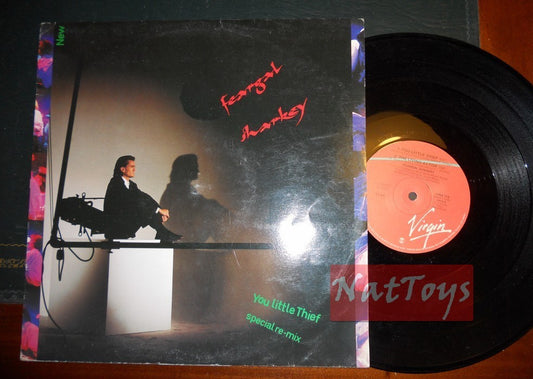 New
feargal
sharkey
You little Thief
special re-mix
Virgin
NatToys